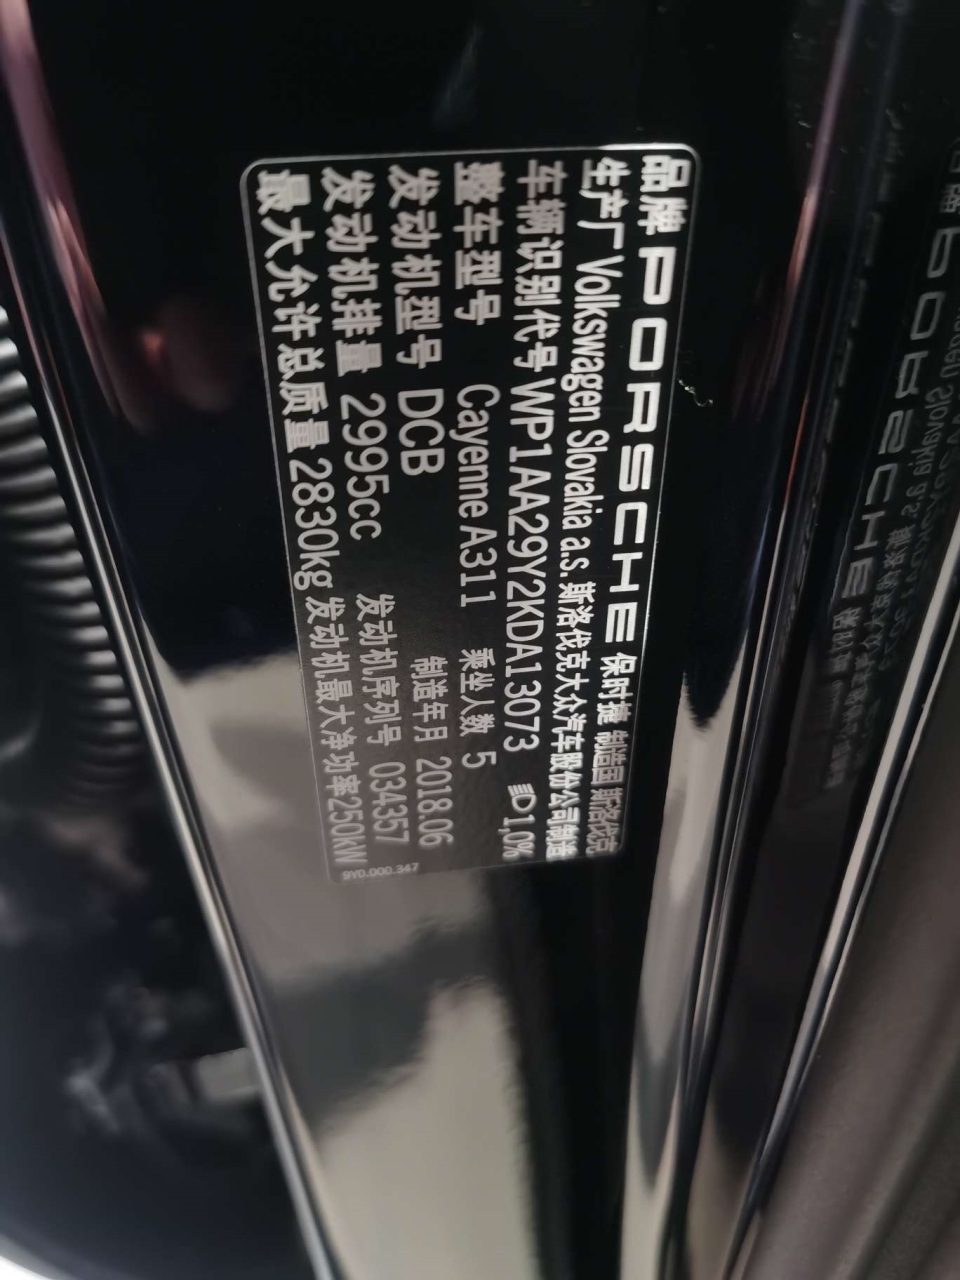 品牌 PORSCHE 保时捷 制造国 斯洛伐克
生产厂 Volkswagen Slovakia a.s. 斯洛伐克大众汽车股份公司制造
车辆识别代号 WP1AA29Y2KDA13073 1,0%
整车型号 Cayenne A311 乘坐人数 5
发动机型号 DCB 制造年月 2018.06
发动机排量 2995cc 发动机序列号 034357
最大允许总质量 2830kg 发动机最大净功率250kW
9Y0.000.347